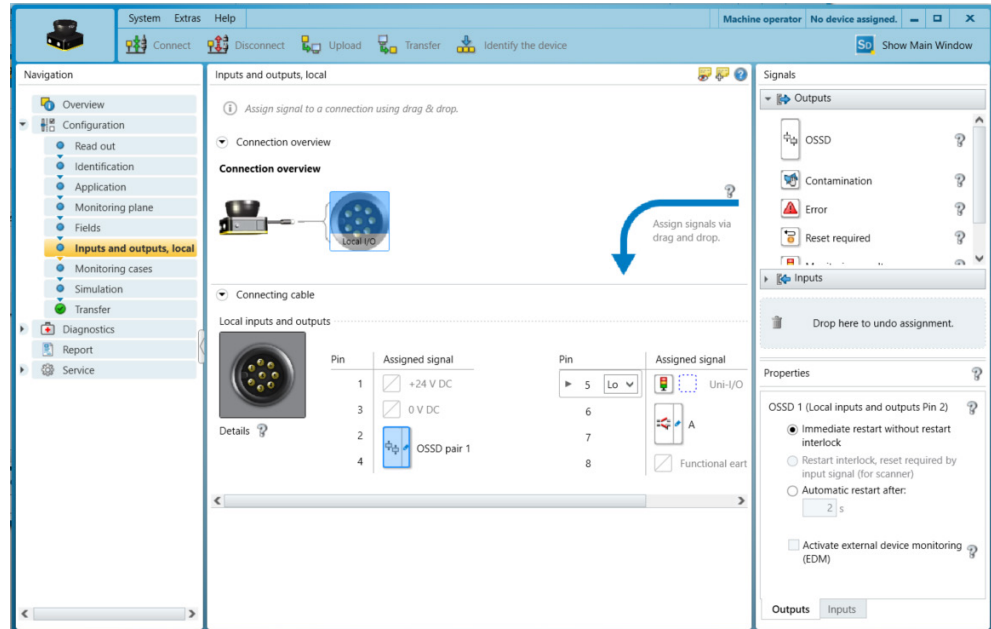 System Extras Help
Machine operator No device assigned.
Connect Disconnect Upload Transfer Identify the device
So Show Main Window
Navigation
Overview
Configuration
Read out
Identification
Application
Monitoring plane
Fields
Inputs and outputs, local
Monitoring cases
Simulation
Transfer
Diagnostics
Report
Service
Inputs and outputs, local
Assign signal to a connection using drag & drop.
Connection overview
Connection overview
Local I/O
Assign signals via
drag and drop.
Connecting cable
Local inputs and outputs
Details
Pin Assigned signal
1 +24 V DC
3 0 V DC
2
OSSD pair 1
4
Pin Assigned signal
5 Lo Uni-I/O
6
A
7
8 Functional eart
Signals
Outputs
OSSD
Contamination
Error
Reset required
Inputs
Drop here to undo assignment.
Properties
OSSD 1 (Local inputs and outputs Pin 2)
Immediate restart without restart
interlock
Restart interlock, reset required by
input signal (for scanner)
Automatic restart after:
2 s
Activate external device monitoring
(EDM)
Outputs Inputs